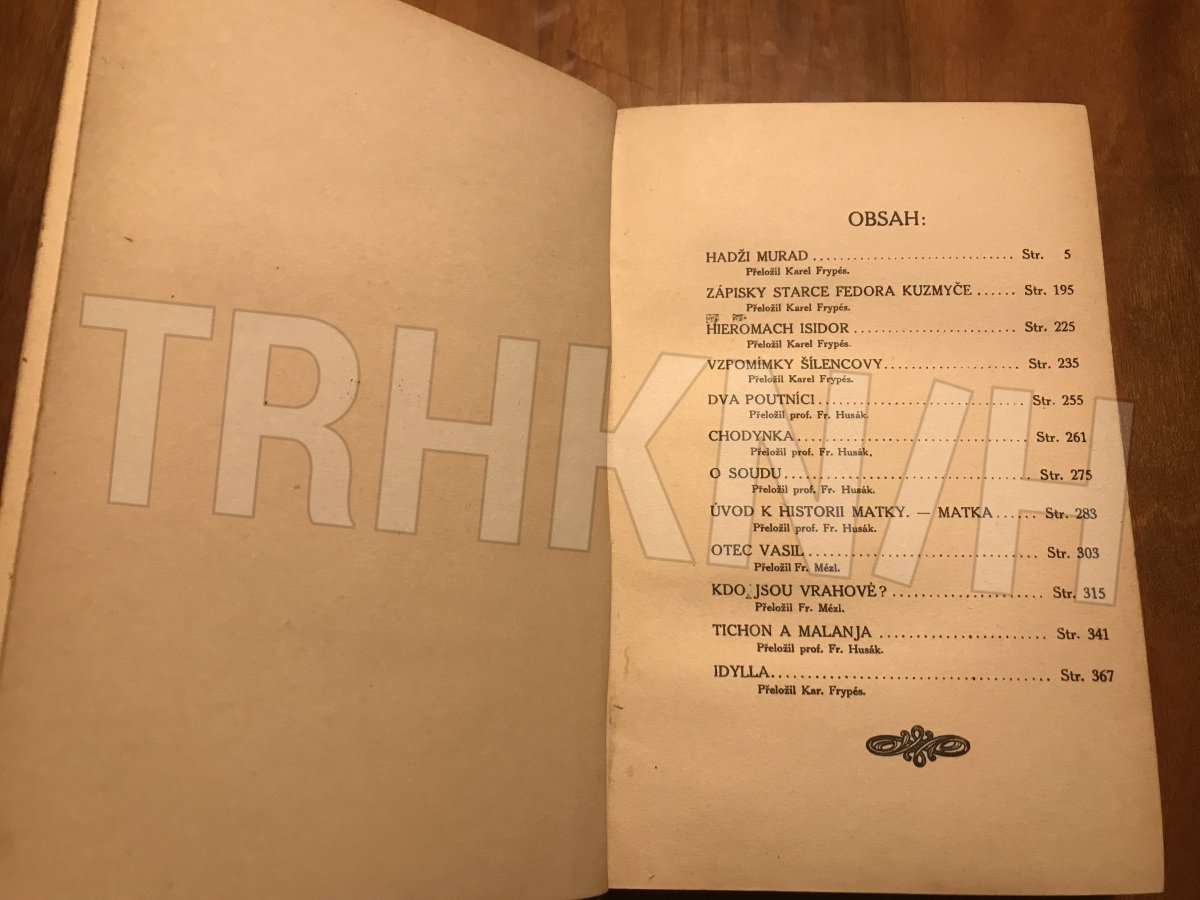 OBSAH:
HADŽI MURAD .............................. Str. 5
Přeložil Karel Frypés.
ZÁPISKY STARCE FEDORA KUZMYČE ...... Str. 195
Přeložil Karel Frypés.
HIEROMACH ISIDOR ........................ Str. 225
Přeložil Karel Frypés.
VZPOMÍMKY ŠÍLENCOVY.................... Str. 235
Přeložil Karel Frypés.
DVA POUTNÍCI .............................. Str. 255
Přeložil prof. Fr. Husák.
CHODYNKA................................. Str. 261
Přeložil prof. Fr. Husák.
O SOUDU................................... Str. 275
Přeložil prof. Fr. Husák.
ÚVOD K HISTORII MATKY. — MATKA ...... Str. 283
Přeložil prof. Fr. Husák.
OTEC VASIL................................ Str. 303
Přeložil Fr. Mézl.
KDO JSOU VRAHOVÉ? ..................... Str. 315
Přeložil Fr. Mézl.
TICHON A MALANJA ....................... Str. 341
Přeložil prof. Fr. Husák.
IDYLLA...................................... Str. 367
Přeložil Kar. Frypés.
TRHKNIH